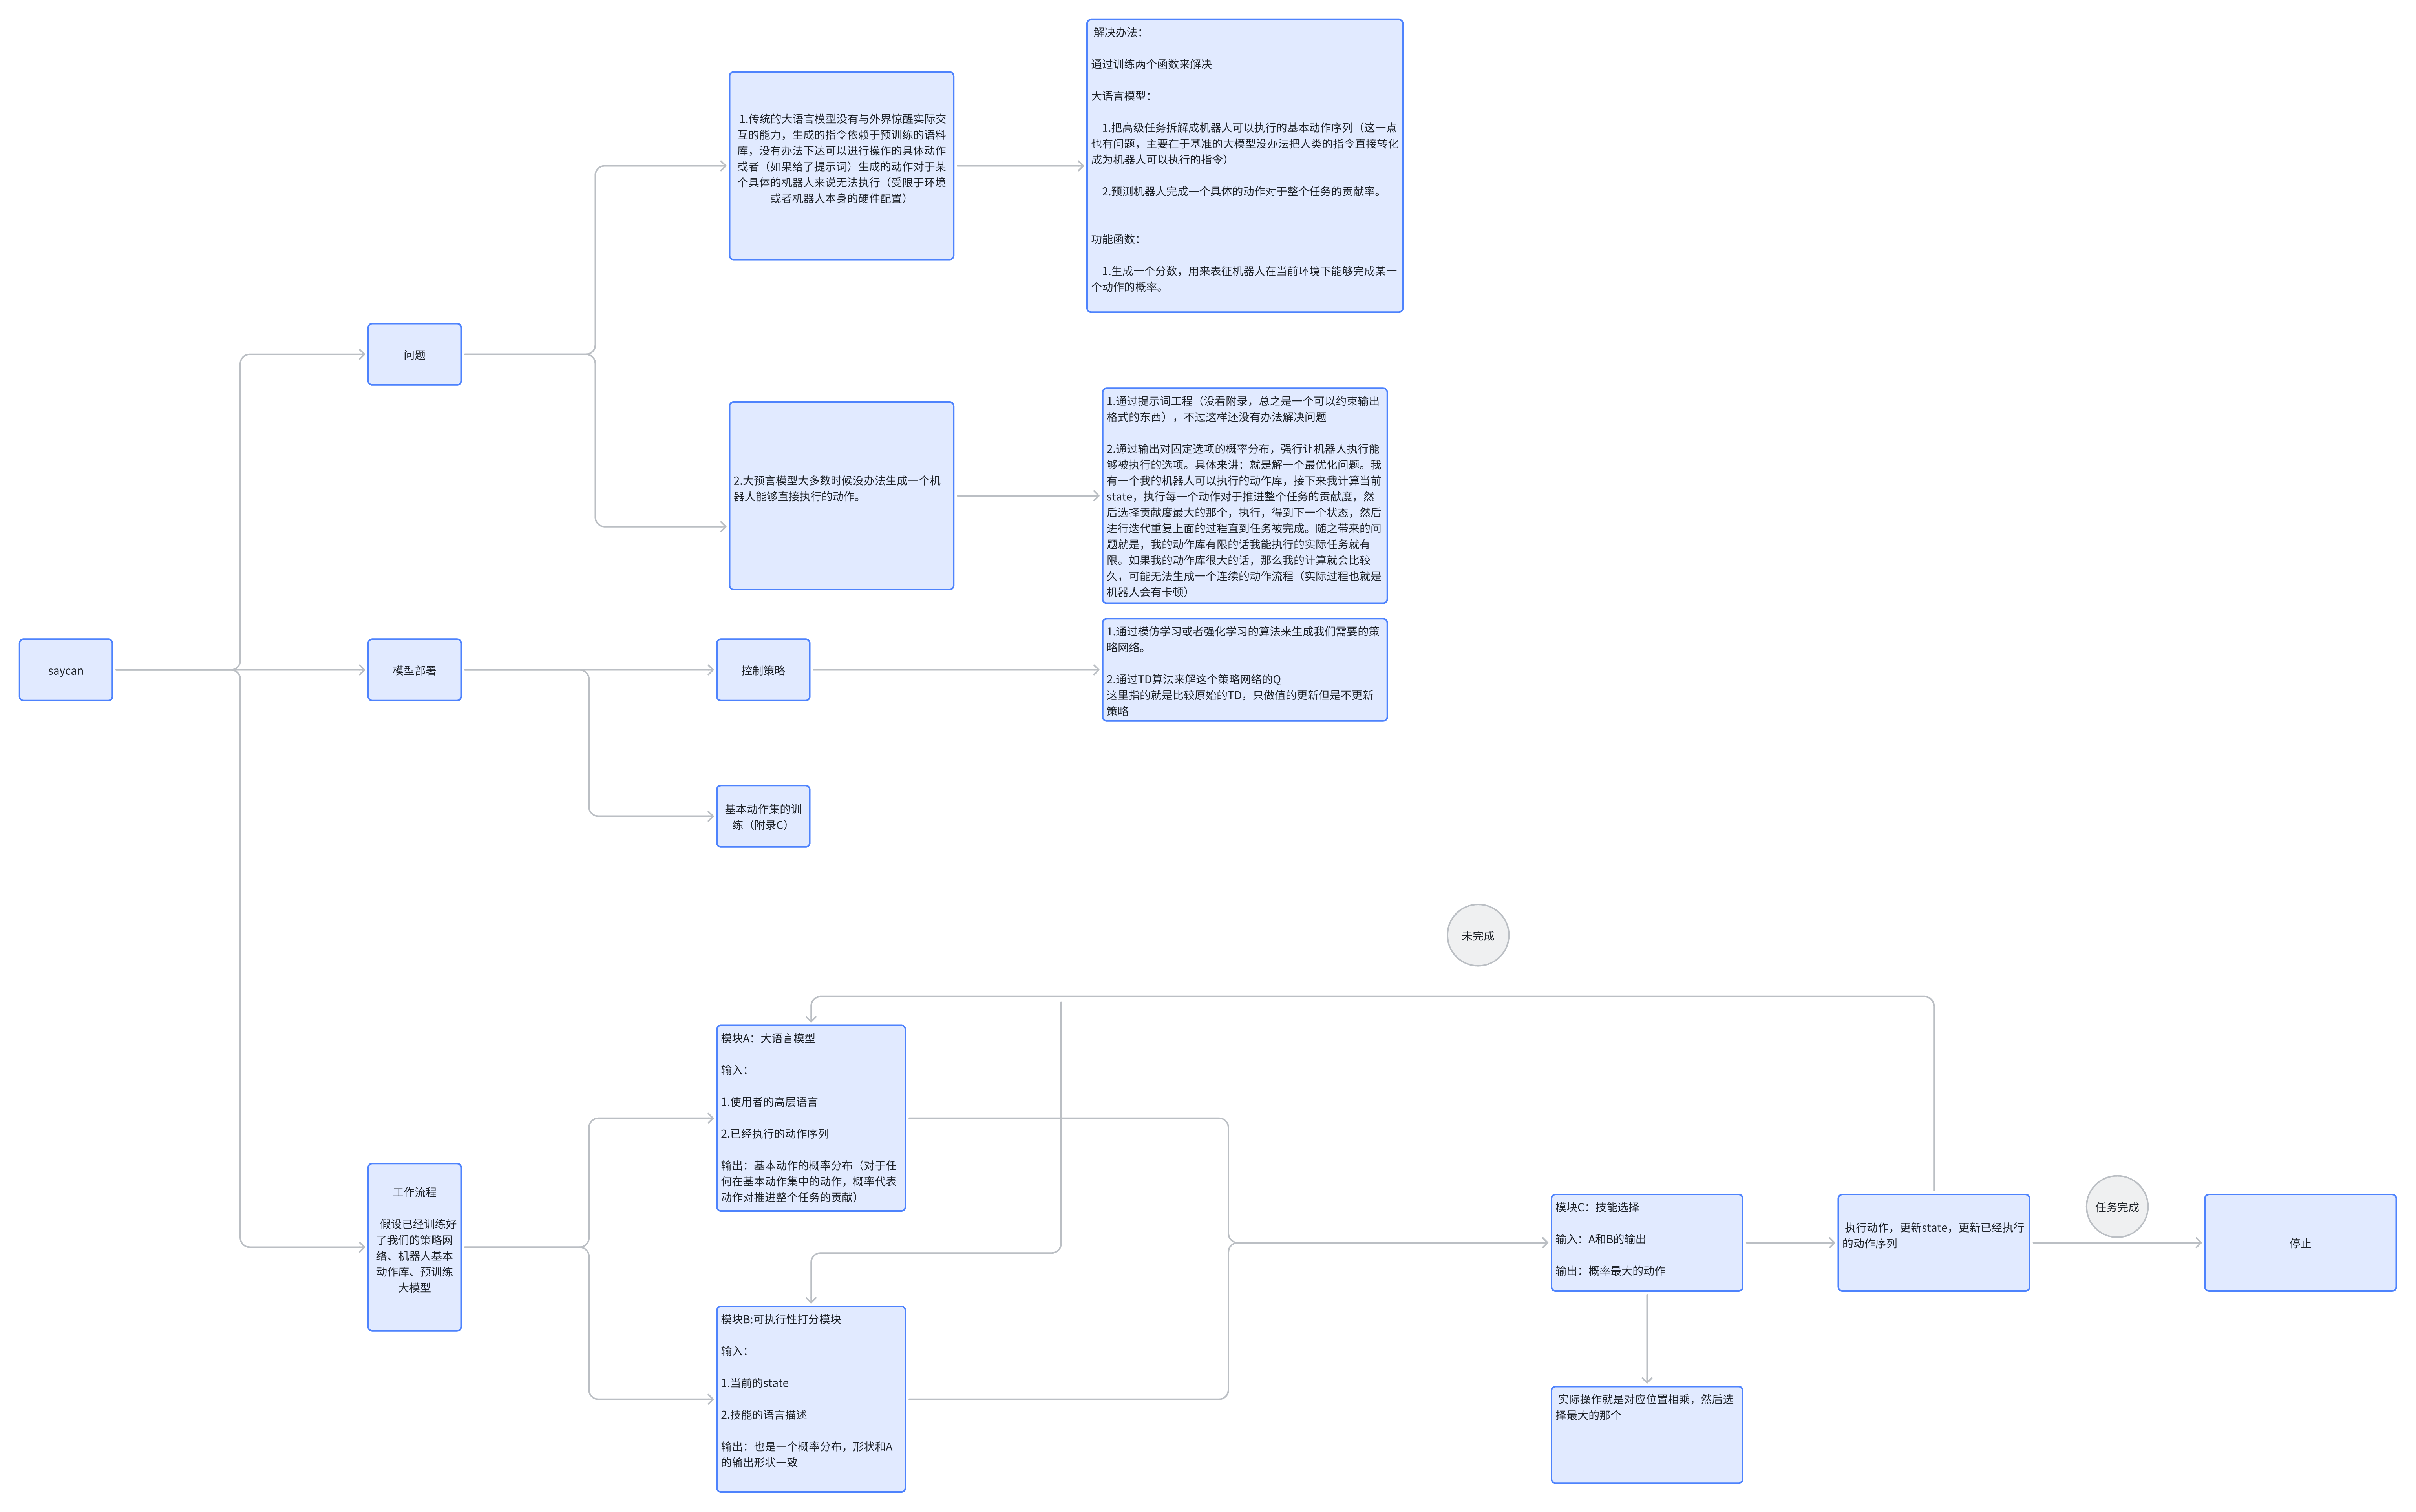 saycan
问题
1.传统的大语言模型没有与外界惊醒实际交
互的能力，生成的指令依赖于预训练的语料
库，没有办法下达可以进行操作的具体动作
或者（如果给了提示词）生成的动作对于某
个具体的机器人来说无法执行（受限于环境
或者机器人本身的硬件配置）
解决办法：
通过训练两个函数来解决
大语言模型：
1.把高级任务拆解成机器人可以执行的基本动作序列（这一点
也有问题，主要在于基准的大模型没办法把人类的指令直接转化
成为机器人可以执行的指令）
2.预测机器人完成一个具体的动作对于整个任务的贡献率。
功能函数：
1.生成一个分数，用来表征机器人在当前环境下能够完成某一
个动作的概率。
2.大预言模型大多数时候没办法生成一个机
器人能够直接执行的动作。
1.通过提示词工程（没看附录，总之是一个可以约束输出
格式的东西），不过这样还没有办法解决问题
2.通过输出对固定选项的概率分布，强行让机器人执行能
够被执行的选项。具体来讲：就是解一个最优化问题。我
有一个我的机器人可以执行的动作库，接下来我计算当前
state，执行每一个动作对于推进整个任务的贡献度，然
后选择贡献度最大的那个，执行，得到下一个状态，然后
进行迭代重复上面的过程直到任务被完成。随之带来的问
题就是，我的动作库有限的话我能执行的实际任务就有
限。如果我的动作库很大的话，那么我的计算就会比较
久，可能无法生成一个连续的动作流程（实际过程也就是
机器人会有卡顿）
模型部署
控制策略
1.通过模仿学习或者强化学习的算法来生成我们需要的策
略网络。
2.通过TD算法来解这个策略网络的Q
这里指的就是比较原始的TD，只做值的更新但是不更新
策略
基本动作集的训
练（附录C）
工作流程
假设已经训练好
了我们的策略网
络、机器人基本
动作库、预训练
大模型
未完成
模块A：大语言模型
输入：
1.使用者的高层语言
2.已经执行的动作序列
输出：基本动作的概率分布（对于任
何在基本动作集中的动作，概率代表
动作对推进整个任务的贡献）
模块B:可执行性打分模块
输入：
1.当前的state
2.技能的语言描述
输出：也是一个概率分布，形状和A
的输出形状一致
模块C：技能选择
输入：A和B的输出
输出：概率最大的动作
实际操作就是对应位置相乘，然后选
择最大的那个
执行动作，更新state，更新已经执行
的动作序列
任务完成
停止